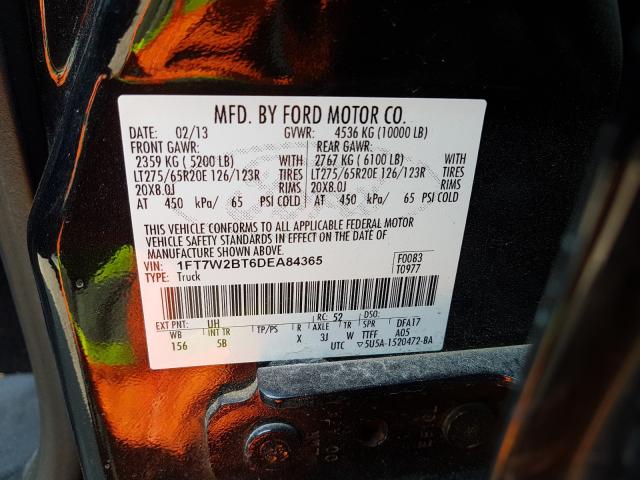 MFD. BY FORD MOTOR CO.
DATE: 02/13 GVWR: 4536 KG (10000 LB)
FRONT GAWR: REAR GAWR:
2359 KG ( 5200 LB) WITH 2767 KG ( 6100 LB) WITH
LT275/65R20E 126/123R TIRES LT275/65R20E 126/123R TIRES
20X8.0J RIMS 20X8.0J RIMS
AT 450 kPa/ 65 PSI COLD AT 450 kPa/ 65 PSI COLD
THIS VEHICLE CONFORMS TO ALL APPLICABLE FEDERAL MOTOR
VEHICLE SAFETY STANDARDS IN EFFECT ON THE DATE OF
MANUFACTURE SHOWN ABOVE.
VIN: 1FT7W2BT6DEA84365 F0083
TYPE: Truck T0977
EXT PNT: UH RC: 52 DSO:
WB INT TR TP/PS R AXLE TR SPR DFA17
156 5B X 3J W TTFF A05
UTC 5U5A-1520472-BA